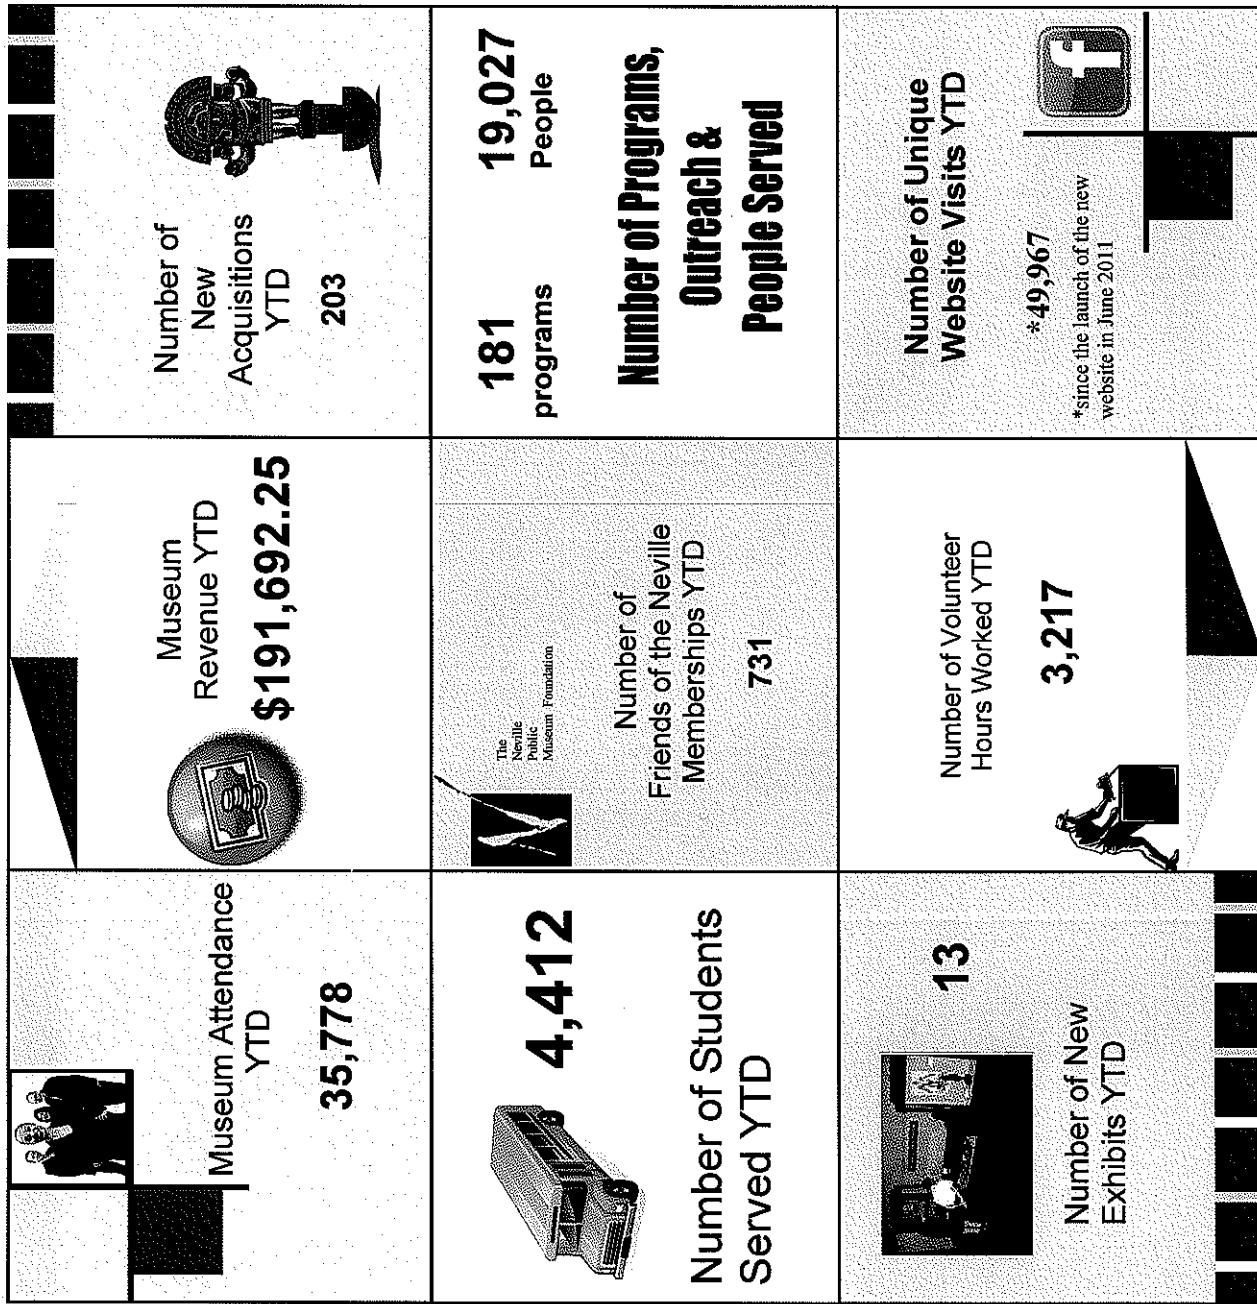 Museum Attendance
YTD
35,778
Museum
Revenue YTD
$191,692.25
Number of
New
Acquisitions
YTD
203
4,412
Number of Students
Served YTD
The
Neville
Public
Museum Foundation
Number of
Friends of the Neville
Memberships YTD
731
181 19,027
programs People
Number of Programs,
Outreach &
People Served
13
Number of New
Exhibits YTD
Number of Volunteer
Hours Worked YTD
3,217
Number of Unique
Website Visits YTD
*49,967
*since the launch of the new
website in June 2011
f